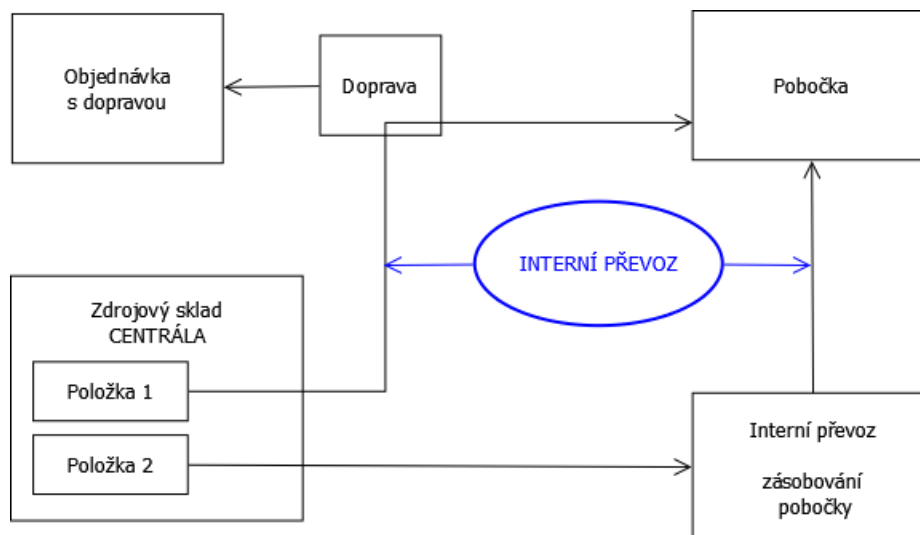 Objednávka
s dopravou
Doprava
Pobočka
INTERNÍ PŘEVOZ
Zdrojový sklad
CENTRÁLA
Položka 1
Položka 2
Interní převoz
zásobování
pobočky